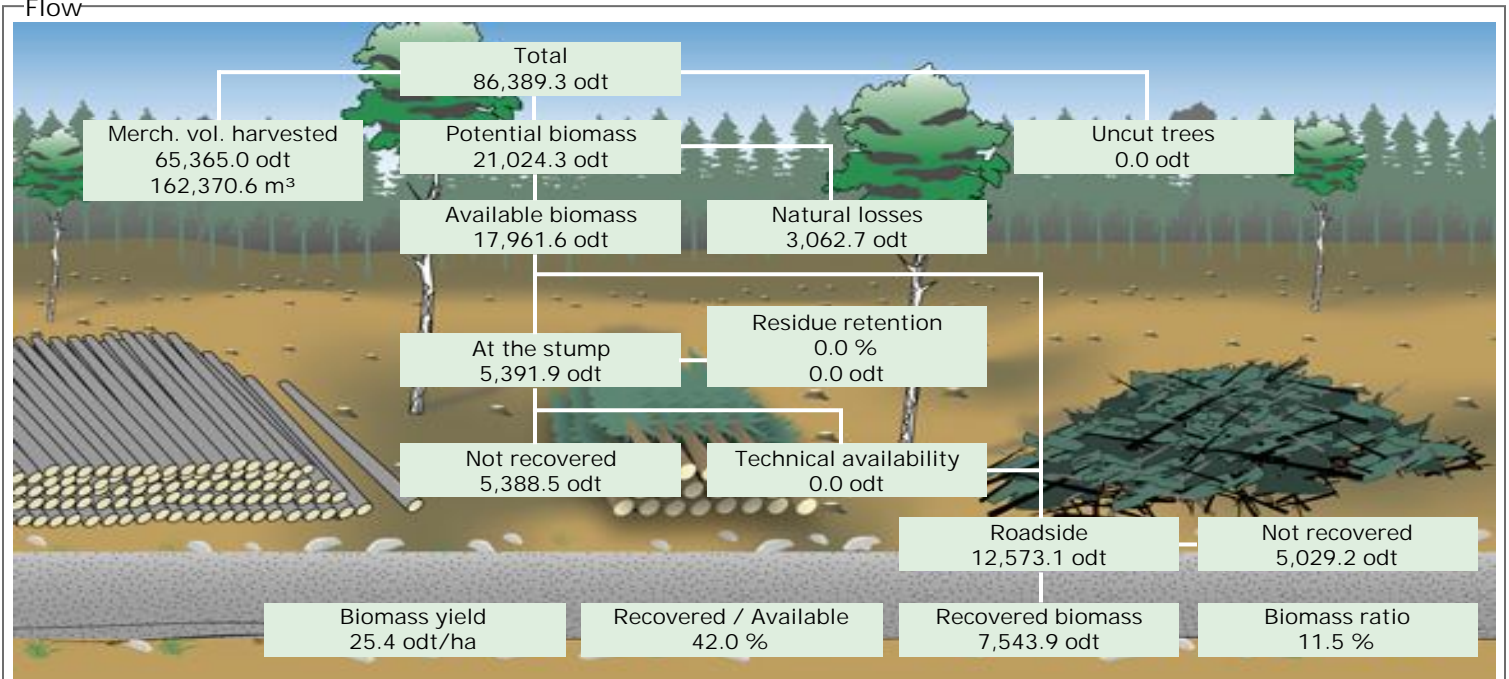 Flow
Total
86,389.3 odt
Merch. vol. harvested
65,365.0 odt
162,370.6 m³
Potential biomass
21,024.3 odt
Uncut trees
0.0 odt
Available biomass
17,961.6 odt
Natural losses
3,062.7 odt
Residue retention
0.0 %
0.0 odt
At the stump
5,391.9 odt
Not recovered
5,388.5 odt
Technical availability
0.0 odt
Roadside
12,573.1 odt
Not recovered
5,029.2 odt
Biomass yield
25.4 odt/ha
Recovered / Available
42.0 %
Recovered biomass
7,543.9 odt
Biomass ratio
11.5 %